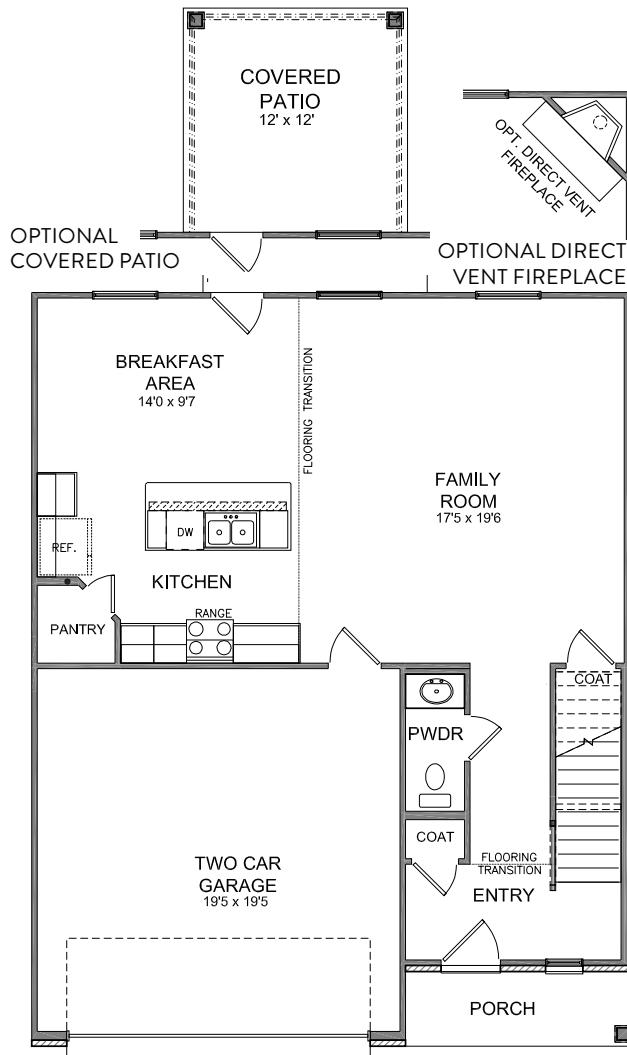 COVERED
PATIO
12' x 12'
OPT. DIRECT VENT
FIREPLACE
OPTIONAL
COVERED PATIO
OPTIONAL DIRECT
VENT FIREPLACE
BREAKFAST
AREA
14'0 x 9'7
FLOORING TRANSITION
FAMILY
ROOM
17'5 x 19'6
DW
REF.
KITCHEN
RANGE
PANTRY
COAT
PWDR
COAT
FLOORING
TRANSITION
TWO CAR
GARAGE
19'5 x 19'5
ENTRY
PORCH